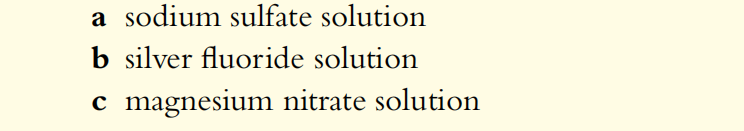 a sodium sulfate solution
b silver fluoride solution
c magnesium nitrate solution